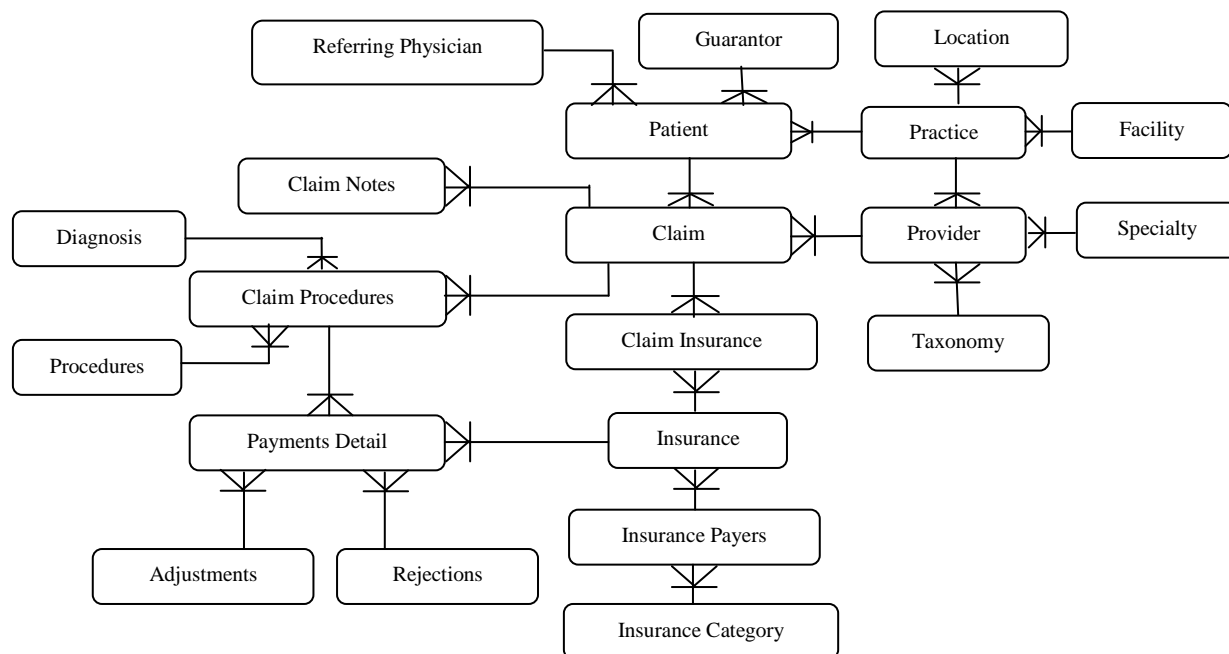 Referring Physician
Guarantor
Location
Patient
Practice
Facility
Claim Notes
Diagnosis
Claim
Provider
Specialty
Claim Procedures
Procedures
Claim Insurance
Taxonomy
Payments Detail
Insurance
Insurance Payers
Adjustments
Rejections
Insurance Category